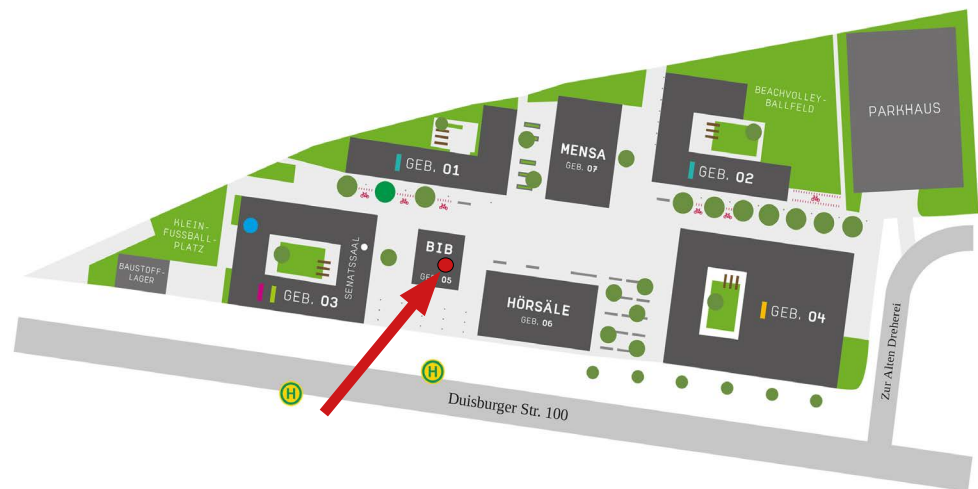 BEACHVOLLEY-
BALLFELD
PARKHAUS
MENSA
GEB. 07
GEB. 01
GEB. 02
KLEIN-
FUSSBALL-
PLATZ
BAUSTOFF-
LAGER
SENATSSAAL
GEB. 03
BIB
GEB. 05
HÖRSÄLE
GEB. 06
GEB. 04
Zur Alten Dreherei
H
H
Duisburger Str. 100